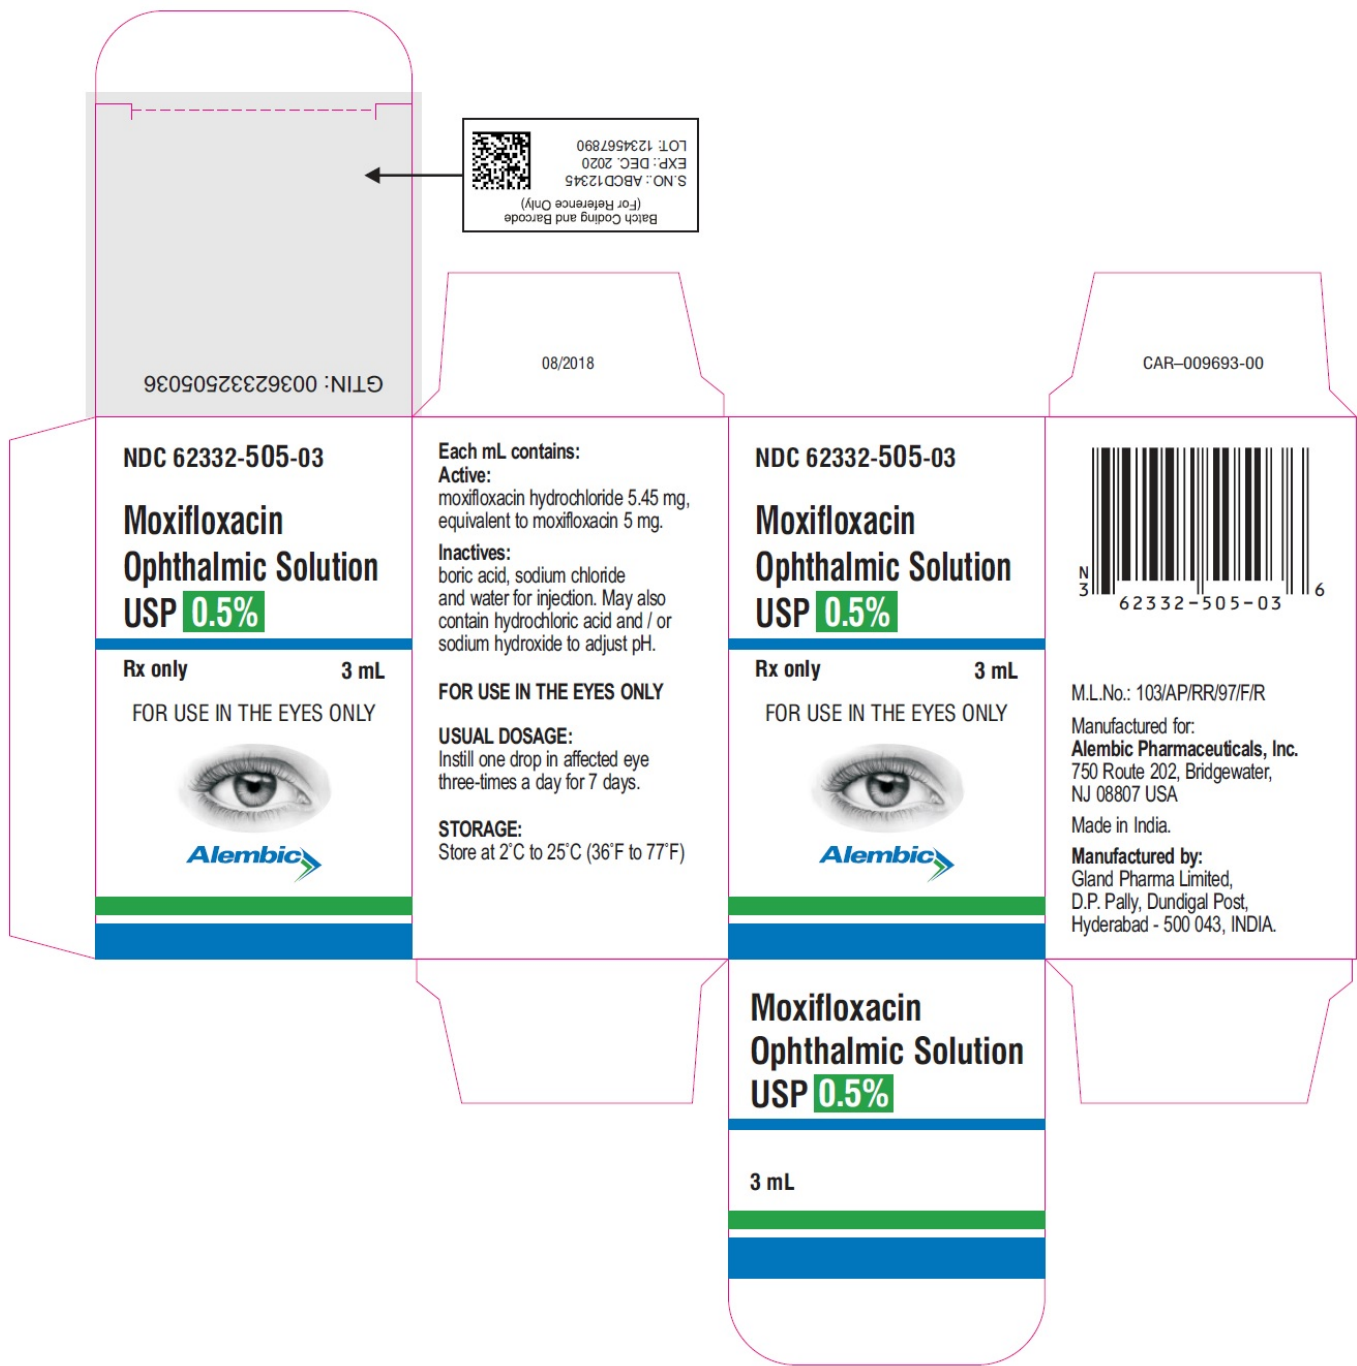 Batch Coding and Barcode
(For Reference Only)
S.NO.: ABCD12345
EXP.: DEC. 2020
LOT: 1234567890
GTIN: 00362332505036
08/2018
CAR–009693-00
NDC 62332-505-03
Moxifloxacin
Ophthalmic Solution
USP 0.5%
Rx only 3 mL
FOR USE IN THE EYES ONLY
Alembic
Each mL contains:
Active:
moxifloxacin hydrochloride 5.45 mg,
equivalent to moxifloxacin 5 mg.
Inactives:
boric acid, sodium chloride
and water for injection. May also
contain hydrochloric acid and / or
sodium hydroxide to adjust pH.
FOR USE IN THE EYES ONLY
USUAL DOSAGE:
Instill one drop in affected eye
three-times a day for 7 days.
STORAGE:
Store at 2˚C to 25˚C (36˚F to 77˚F)
NDC 62332-505-03
Moxifloxacin
Ophthalmic Solution
USP 0.5%
Rx only 3 mL
FOR USE IN THE EYES ONLY
Alembic
N
3 62332-505-03 6
M.L.No.: 103/AP/RR/97/F/R
Manufactured for:
Alembic Pharmaceuticals, Inc.
750 Route 202, Bridgewater,
NJ 08807 USA
Made in India.
Manufactured by:
Gland Pharma Limited,
D.P. Pally, Dundigal Post,
Hyderabad - 500 043, INDIA.
Moxifloxacin
Ophthalmic Solution
USP 0.5%
3 mL